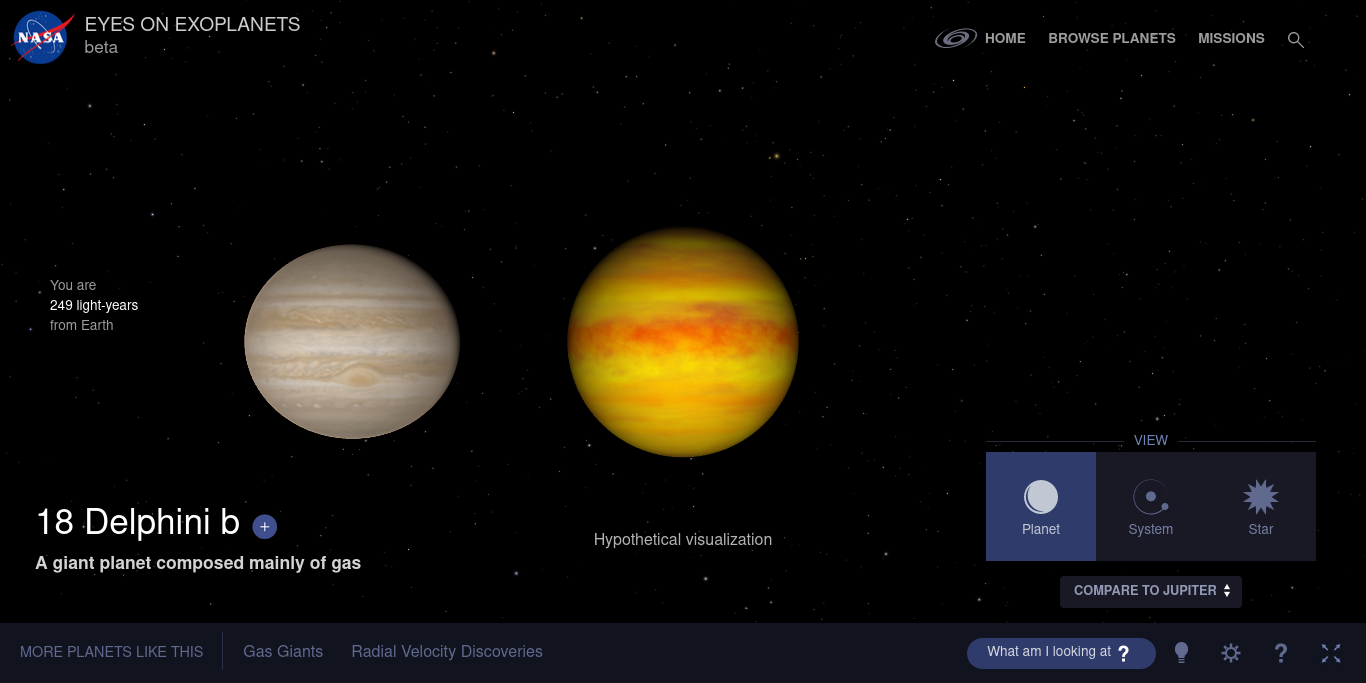 NASA
EYES ON EXOPLANETS
beta
HOME
BROWSE PLANETS
MISSIONS
You are
249 light-years
from Earth
VIEW
Planet
System
Star
18 Delphini b +
A giant planet composed mainly of gas
Hypothetical visualization
COMPARE TO JUPITER
MORE PLANETS LIKE THIS
Gas Giants
Radial Velocity Discoveries
What am I looking at ?
?